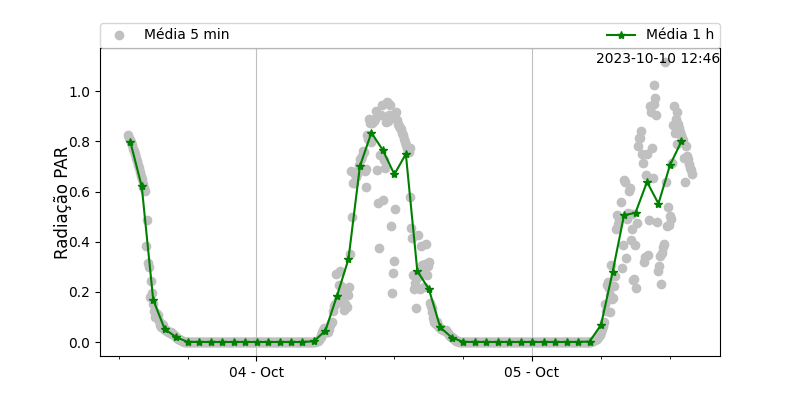 Média 5 min
Média 1 h
2023-10-10 12:46
Radiação PAR
1.0
0.8
0.6
0.4
0.2
0.0
04 - Oct
05 - Oct